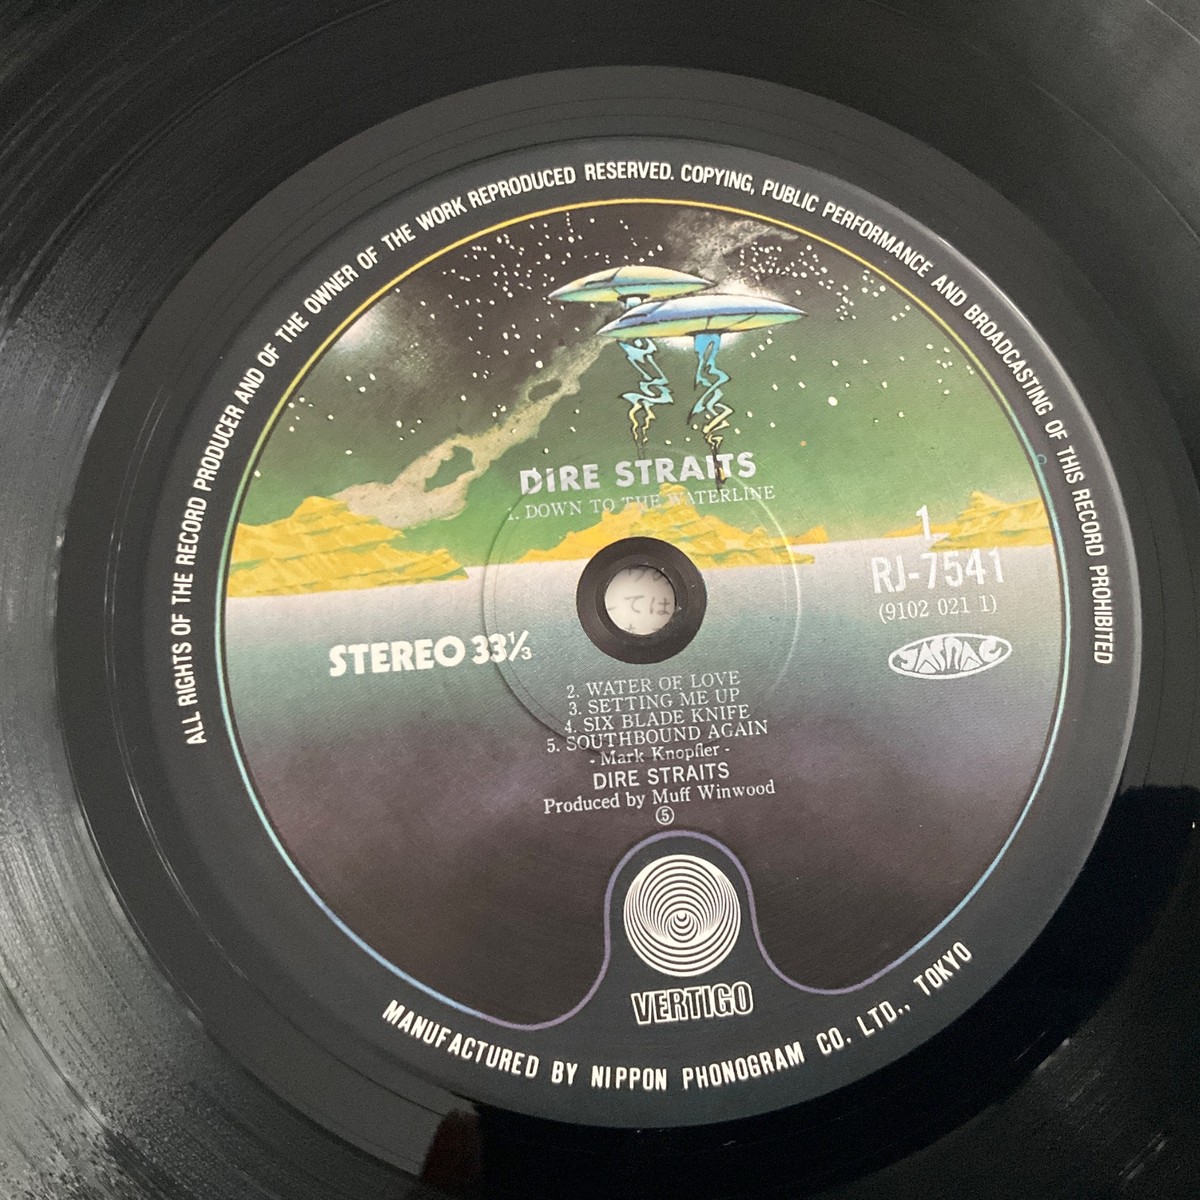 ALL RIGHTS OF THE RECORD PRODUCER AND OF THE OWNER OF THE WORK REPRODUCED RESERVED. COPYING, PUBLIC PERFORMANCE AND BROADCASTING OF THIS RECORD PROHIBITED
DIRE STRAITS
1. DOWN TO THE WATERLINE
1
RJ-7541
(9102 021 1)
JASRAC
STEREO 33⅓
2. WATER OF LOVE
3. SETTING ME UP
4. SIX BLADE KNIFE
5. SOUTHBOUND AGAIN
- Mark Knopfler -
DIRE STRAITS
Produced by Muff Winwood
⑤
VERTIGO
MANUFACTURED BY NIPPON PHONOGRAM CO. LTD., TOKYO
ては